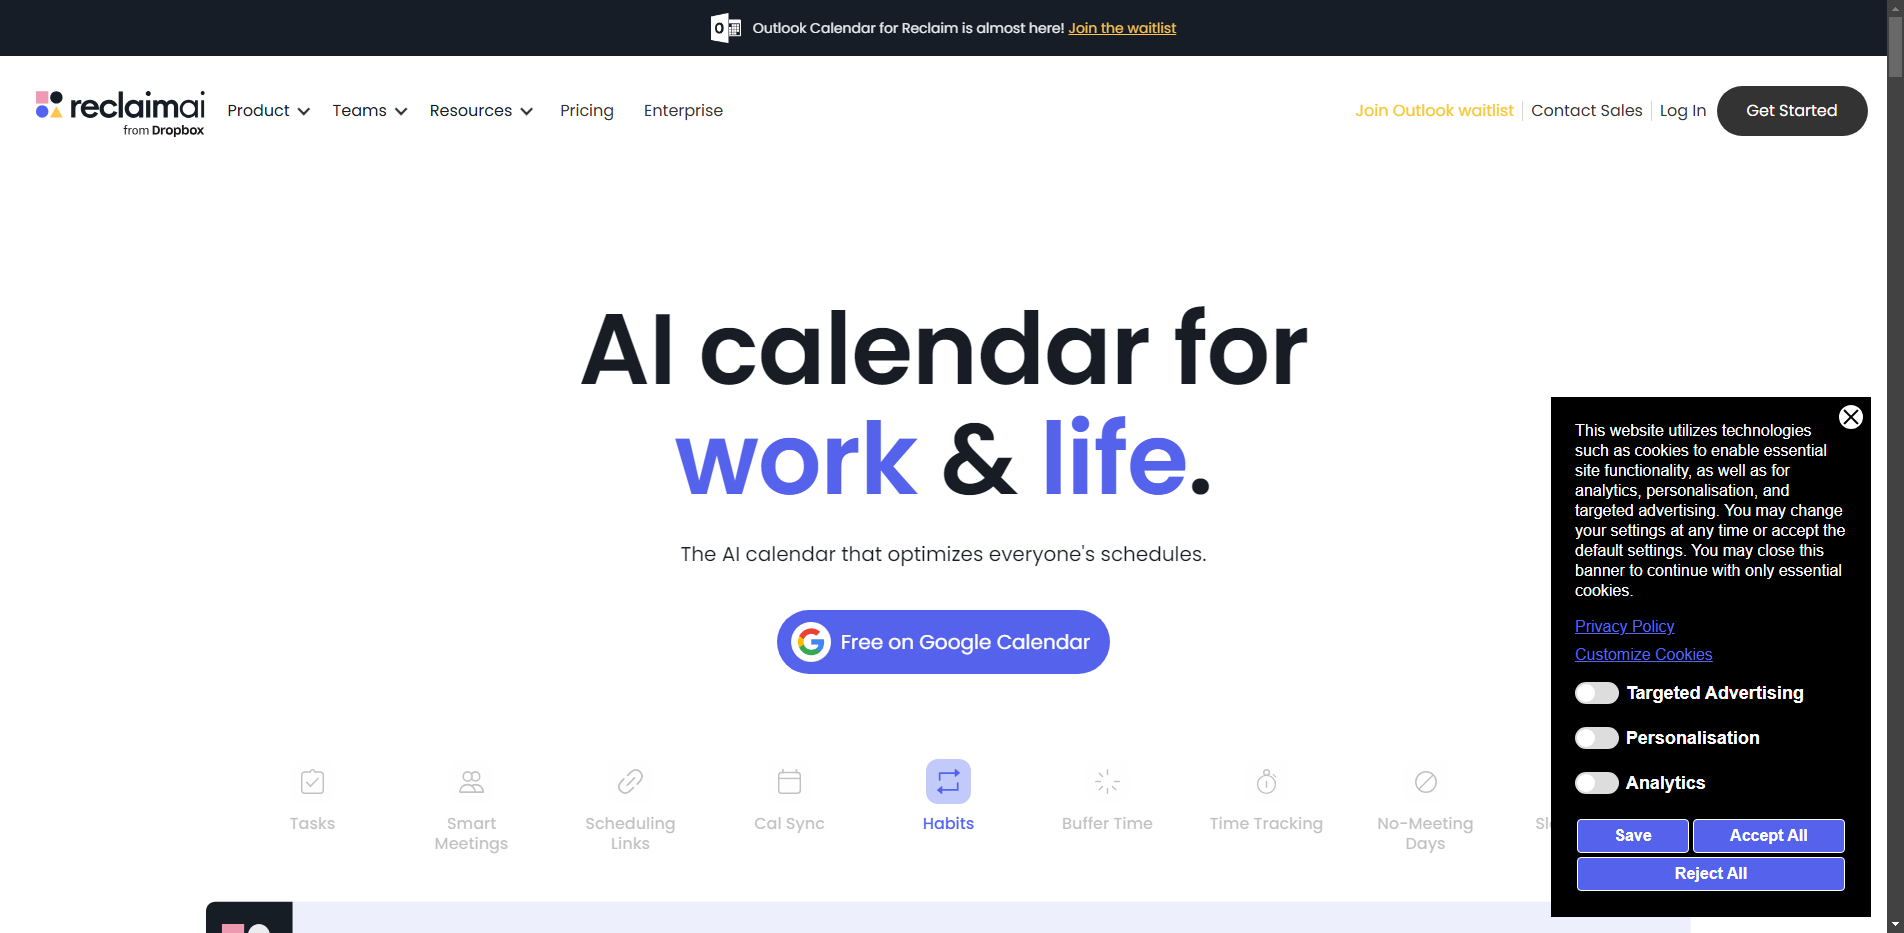 Outlook Calendar for Reclaim is almost here! Join the waitlist
reclaimai
from Dropbox
Product
Teams
Resources
Pricing
Enterprise
Join Outlook waitlist
Contact Sales
Log In
Get Started
AI calendar for
work & life.
The AI calendar that optimizes everyone's schedules.
Free on Google Calendar
Tasks
Smart
Meetings
Scheduling
Links
Cal Sync
Habits
Buffer Time
Time Tracking
No-Meeting
Days
This website utilizes technologies
such as cookies to enable essential
site functionality, as well as for
analytics, personalisation, and
targeted advertising. You may change
your settings at any time or accept the
default settings. You may close this
banner to continue with only essential
cookies.
Privacy Policy
Customize Cookies
Targeted Advertising
Personalisation
Analytics
Save
Accept All
Reject All